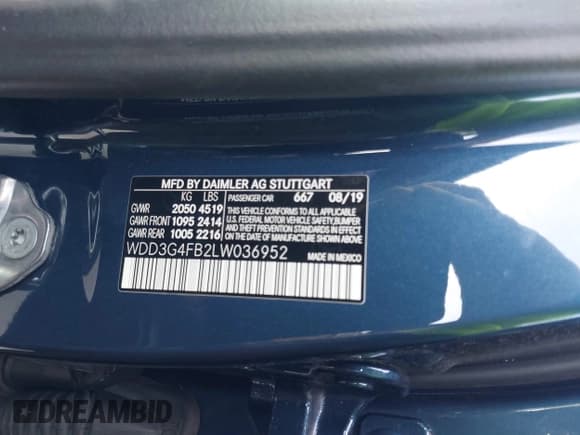 MFD BY DAIMLER AG STUTTGART
KG LBS PASSENGER CAR 667 08/19
GVWR 2050 4519
GAWR FRONT 1095 2414
GAWR REAR 1005 2216
THIS VEHICLE CONFORMS TO ALL APPLICABLE
U.S. FEDERAL MOTOR VEHICLE SAFETY,BUMPER
AND THEFT PREVENTION STANDARDS IN EFFECT
ON THE DATE OF MANUFACTURE SHOWN ABOVE.
WDD3G4FB2LW036952
MADE IN MEXICO
DREAMBID